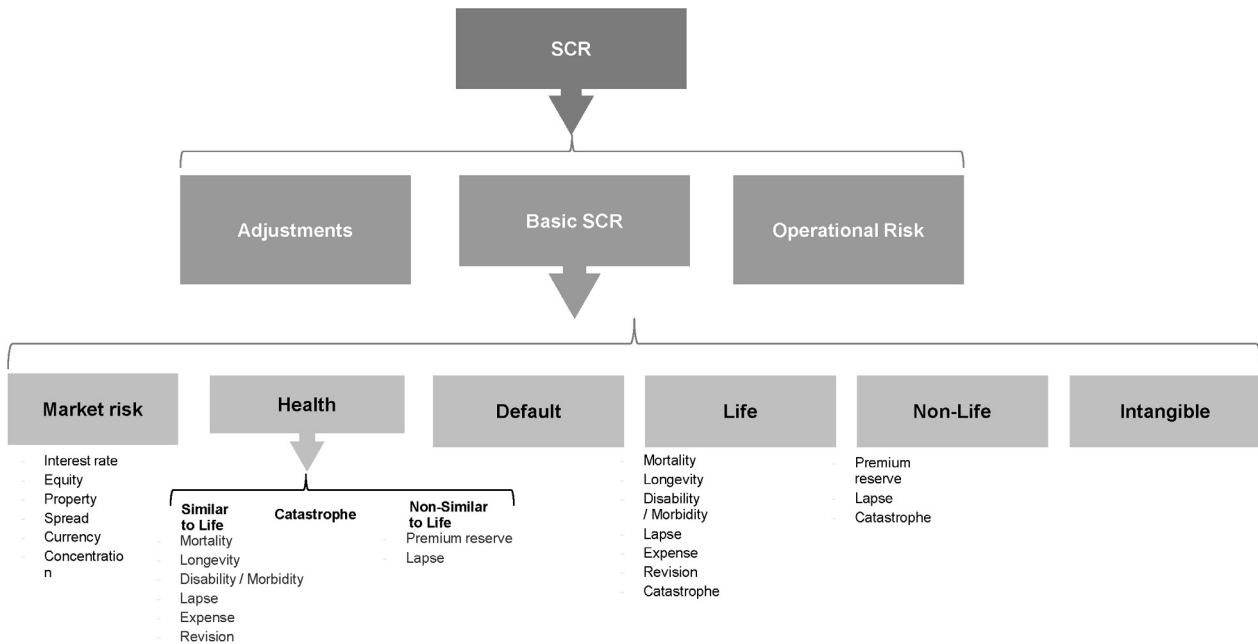 SCR
Adjustments
Basic SCR
Operational Risk
Market risk
Health
Default
Life
Non-Life
Intangible
- Interest rate
- Equity
- Property
- Spread
- Currency
- Concentratio
n
Similar
to Life
- Mortality
- Longevity
- Disability / Morbidity
- Lapse
- Expense
- Revision
Catastrophe
Non-Similar
to Life
- Premium reserve
- Lapse
- Mortality
- Longevity
- Disability
/ Morbidity
- Lapse
- Expense
- Revision
- Catastrophe
- Premium
reserve
- Lapse
- Catastrophe